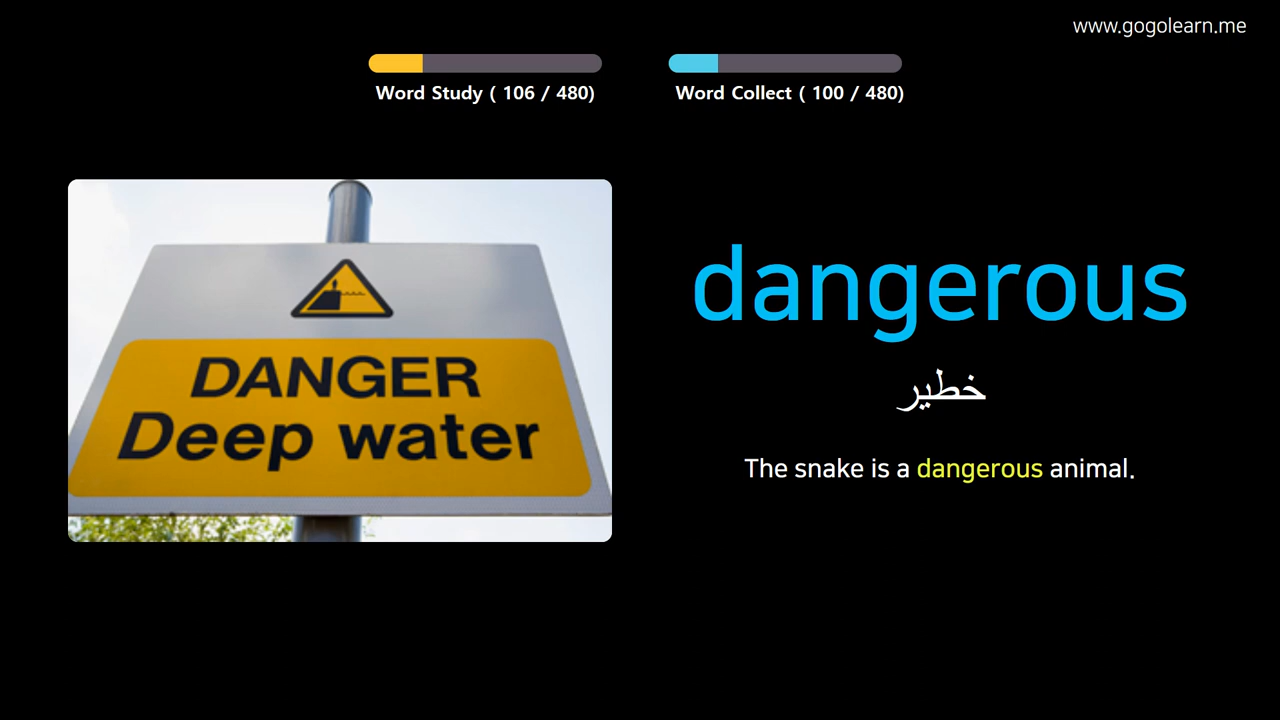 www.gogolearn.me
Word Study ( 106 / 480)
Word Collect ( 100 / 480)
DANGER
Deep water
dangerous
خطير
The snake is a dangerous animal.